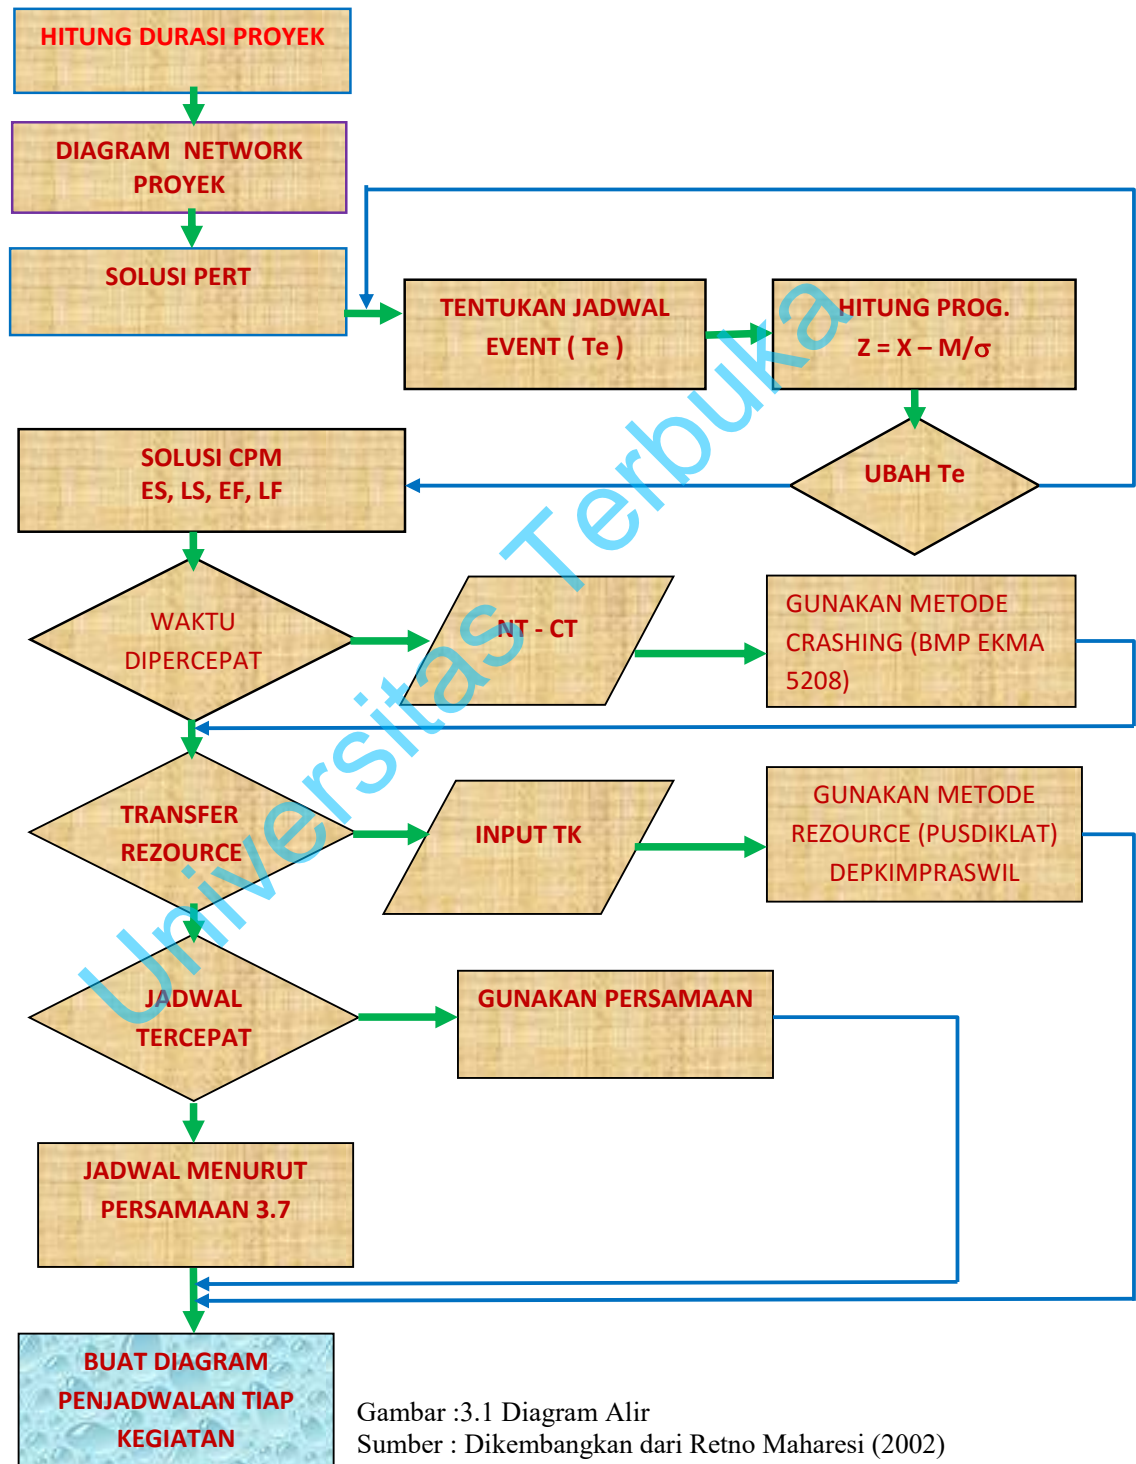 HITUNG DURASI PROYEK
DIAGRAM NETWORK
PROYEK
SOLUSI PERT
TENTUKAN JADWAL
EVENT ( Te )
HITUNG PROG.
Z = X – M/σ
UBAH Te
SOLUSI CPM
ES, LS, EF, LF
WAKTU
DIPERCEPAT
NT - CT
GUNAKAN METODE
CRASHING (BMP EKMA
5208)
TRANSFER
REZOURCE
INPUT TK
GUNAKAN METODE
REZOURCE (PUSDIKLAT)
DEPKIMPRASWIL
JADWAL
TERCEPAT
GUNAKAN PERSAMAAN
JADWAL MENURUT
PERSAMAAN 3.7
BUAT DIAGRAM
PENJADWALAN TIAP
KEGIATAN
Gambar :3.1 Diagram Alir
Sumber : Dikembangkan dari Retno Maharesi (2002)
Universitas Terbuka